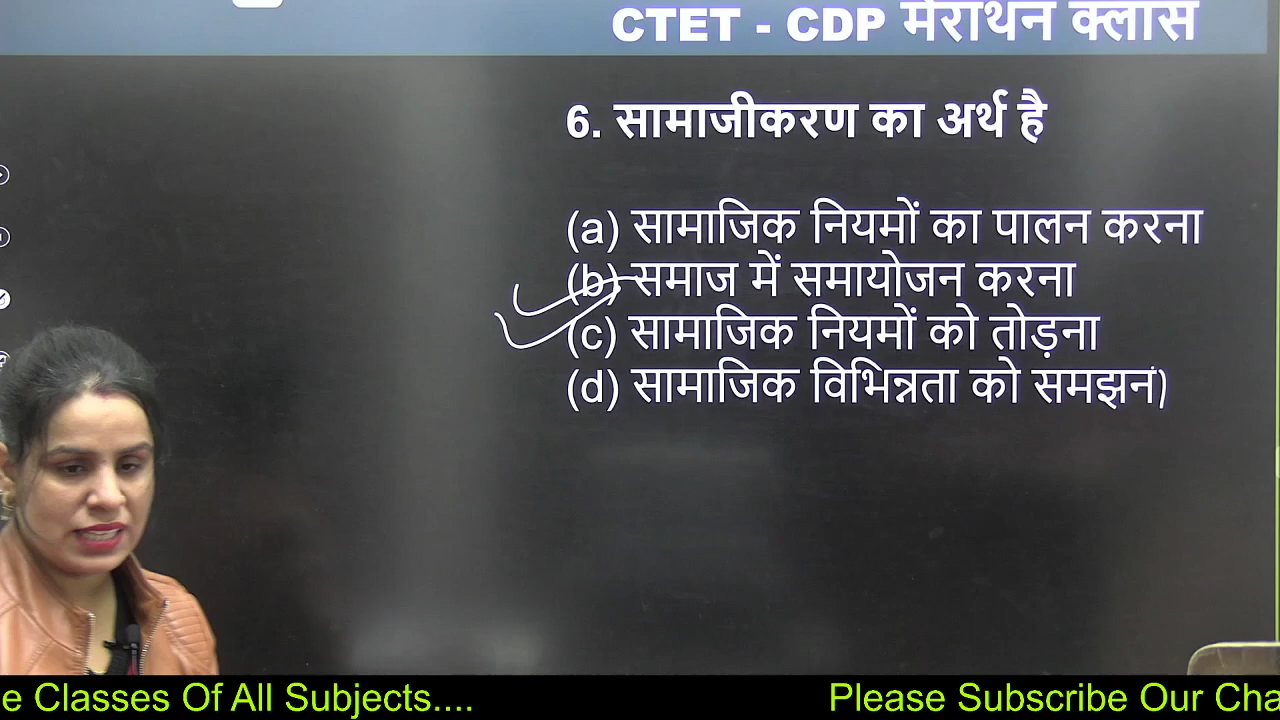 CTET - CDP मैराथन क्लास
6. सामाजीकरण का अर्थ है
(a) सामाजिक नियमों का पालन करना
(b) समाज में समायोजन करना
(c) सामाजिक नियमों को तोड़ना
(d) सामाजिक विभिन्नता को समझना
e Classes Of All Subjects.... Please Subscribe Our Cha